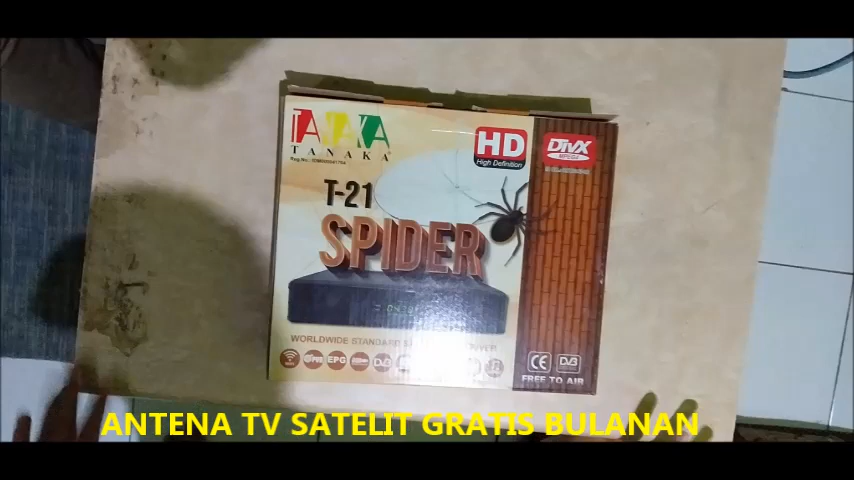 TANAKA
TANAKA
HD
High Definition
DivX
T-21
SPIDER
WORLDWIDE STANDARD
EPG
DVB
CE
DVB
FREE TO AIR
ANTENA TV SATELIT GRATIS BULANAN